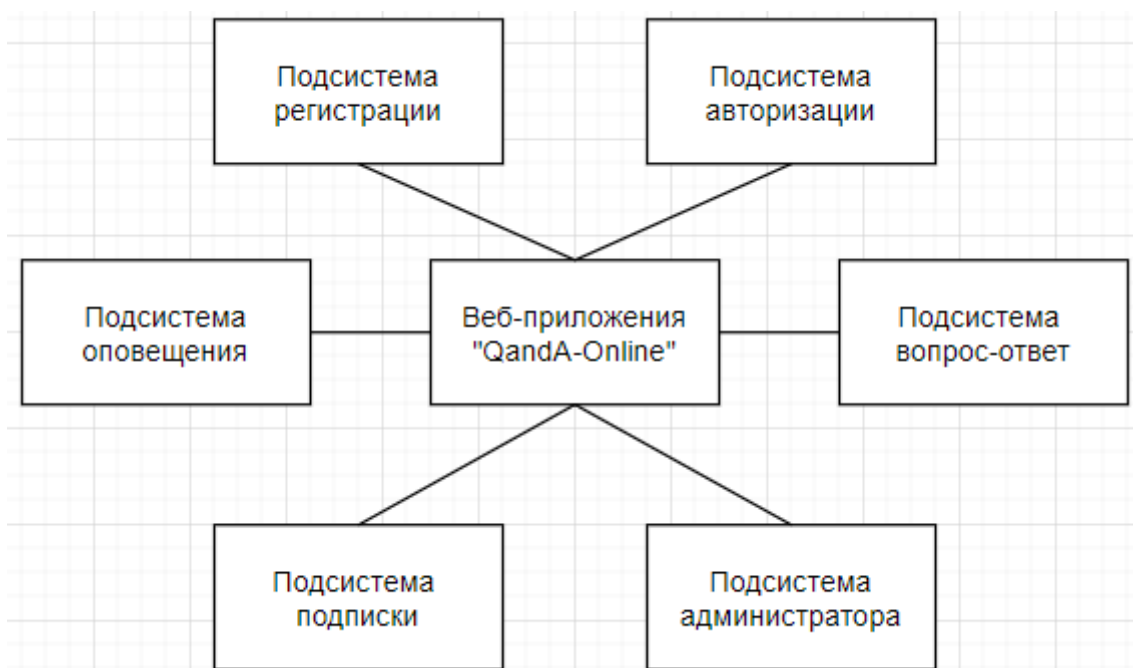 Подсистема
регистрации
Подсистема
авторизации
Подсистема
оповещения
Веб-приложения
"QandA-Online"
Подсистема
вопрос-ответ
Подсистема
подписки
Подсистема
администратора